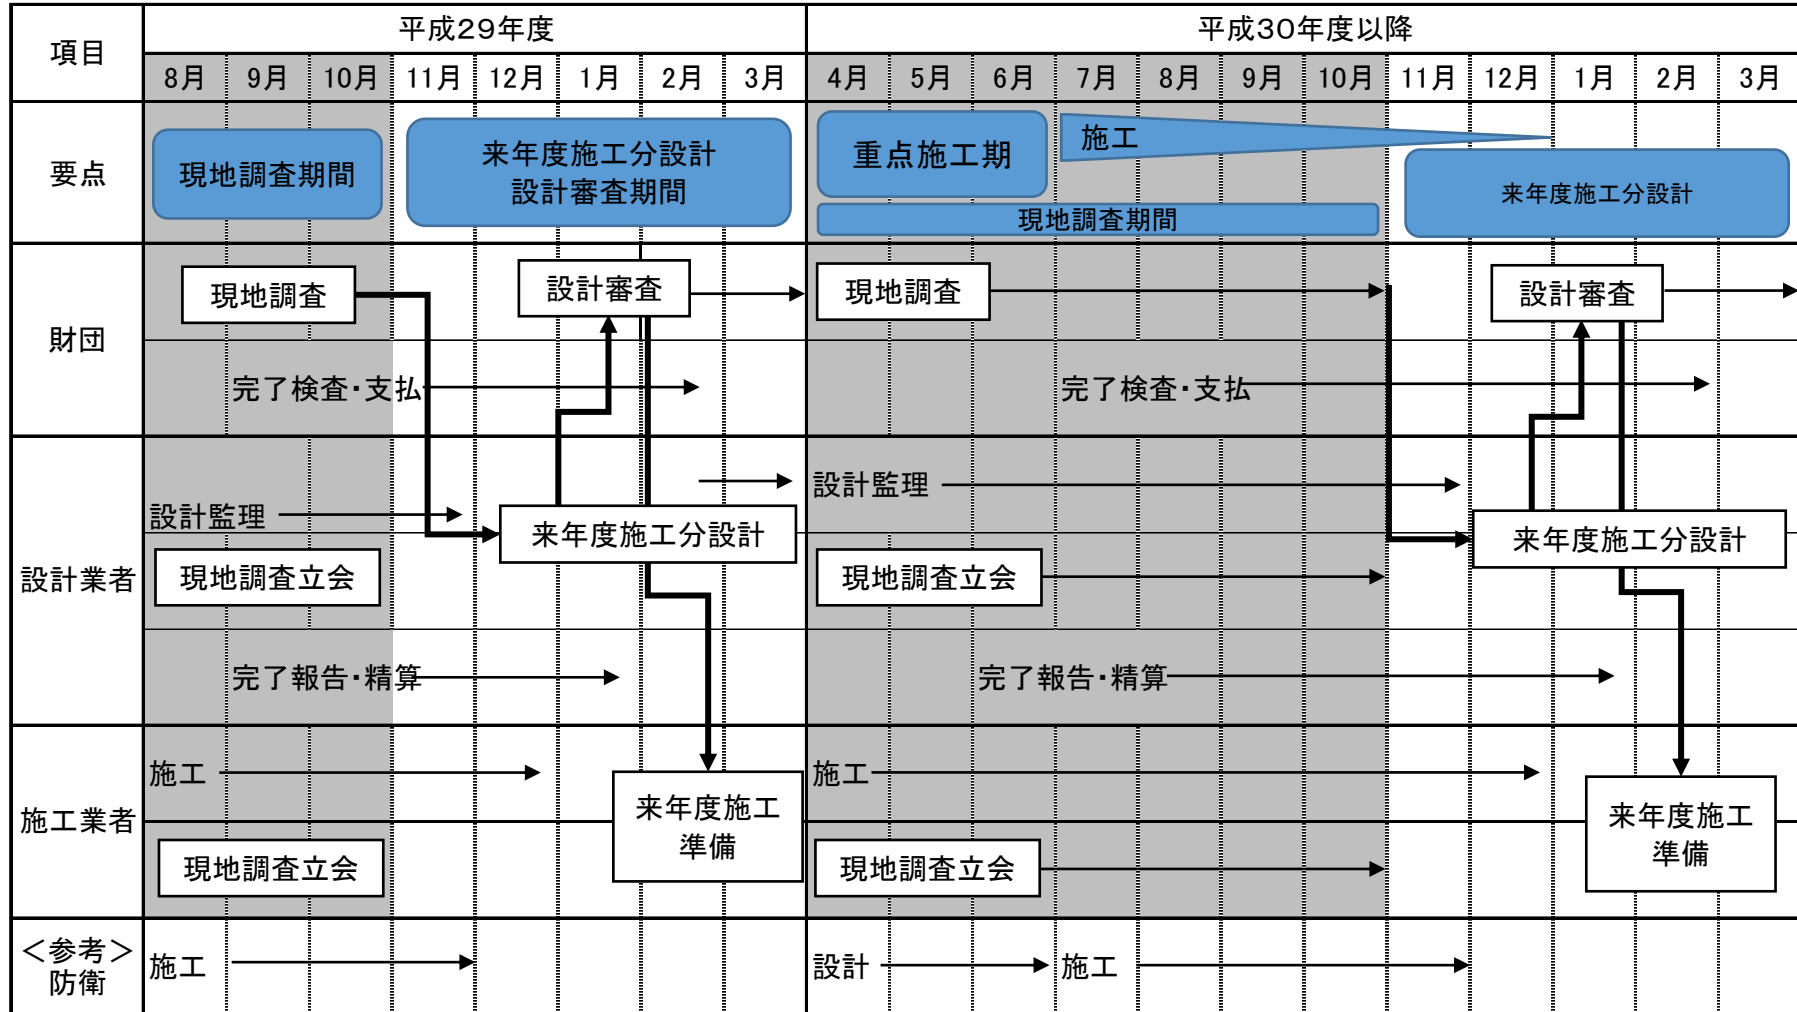 項目
平成29年度
平成30年度以降
8月 9月 10月 11月 12月 1月 2月 3月 4月 5月 6月 7月 8月 9月 10月 11月 12月 1月 2月 3月
要点
現地調査期間
来年度施工分設計
設計審査期間
重点施工期
施工
現地調査期間
来年度施工分設計
財団
現地調査
設計審査
現地調査
設計審査
完了検査・支払
完了検査・支払
設計業者
設計監理
来年度施工分設計
設計監理
来年度施工分設計
現地調査立会
現地調査立会
完了報告・精算
完了報告・精算
施工業者
施工
来年度施工
準備
施工
来年度施工
準備
現地調査立会
現地調査立会
＜参考＞
防衛
施工
設計
施工